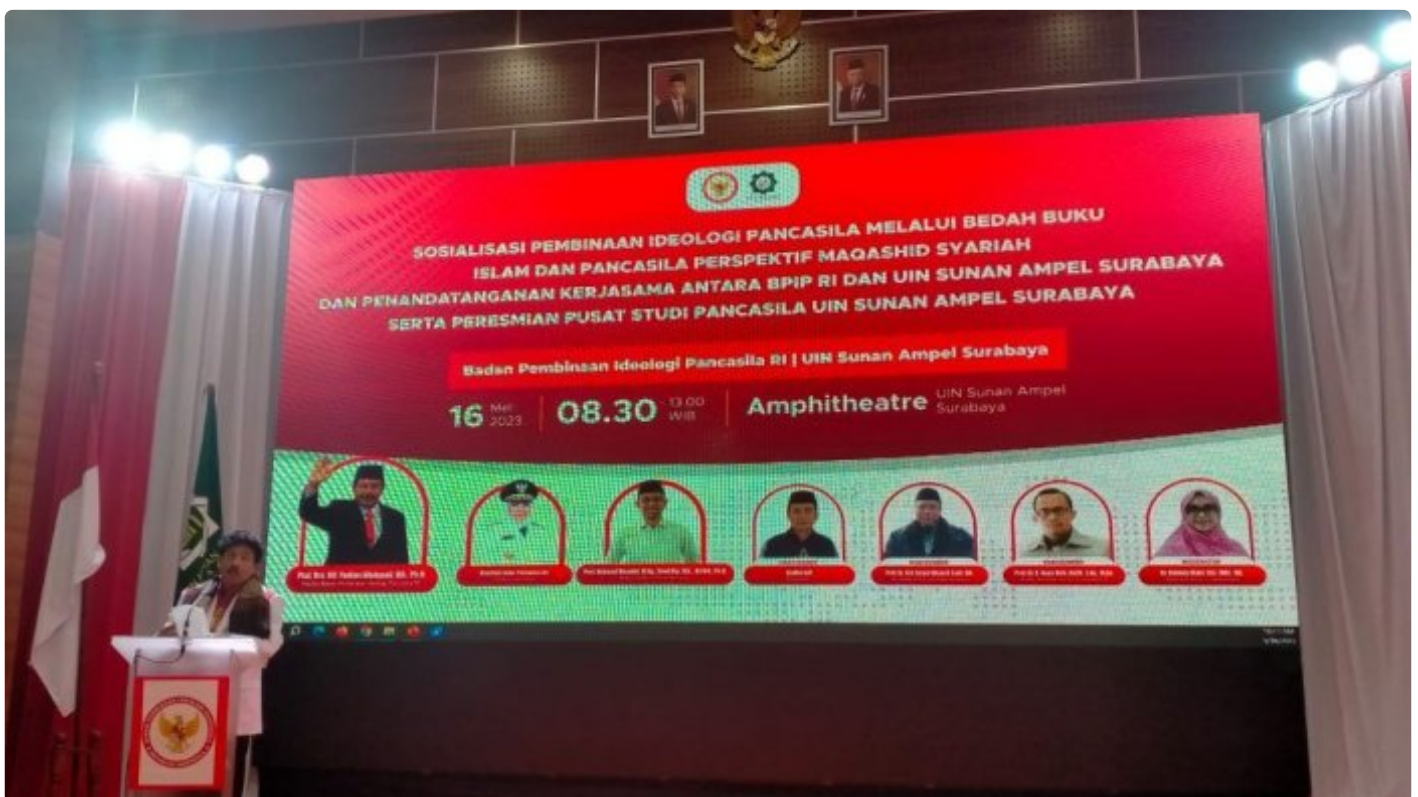 SOSIALISASI PEMBINAAN IDEOLOGI PANCASILA MELALUI BEDAH BUKU
ISLAM DAN PANCASILA PERSPEKTIF MAQASHID SYARIAH
DAN PENANDATANGANAN KERJASAMA ANTARA BPIP RI DAN UIN SUNAN AMPEL SURABAYA
SERTA PERESMIAN PUSAT STUDI PANCASILA UIN SUNAN AMPEL SURABAYA
Badan Pembinaan Ideologi Pancasila RI | UIN Sunan Ampel Surabaya
16 Mei 2023 08.30 13.00 WIB Amphitheatre UIN Sunan Ampel Surabaya